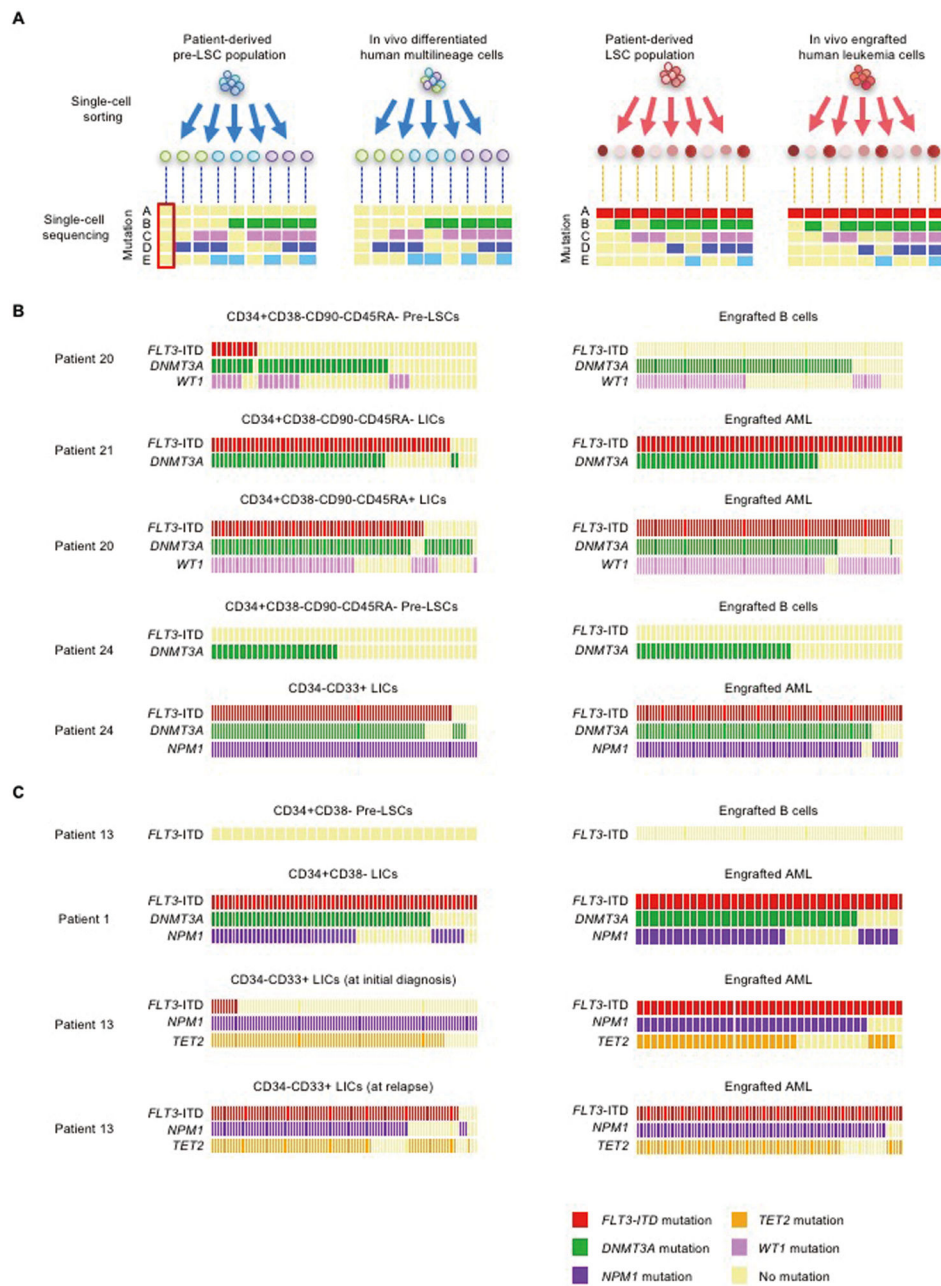 A
Patient-derived
pre-LSC population
In vivo differentiated
human multilineage cells
Patient-derived
LSC population
In vivo engrafted
human leukemia cells
Single-cell
sorting
Single-cell
sequencing
Mutation
A
B
C
D
E
Mutation
A
B
C
D
E
B
CD34+CD38-CD90-CD45RA- Pre-LSCs
Engrafted B cells
Patient 20
FLT3-ITD
DNMT3A
WT1
FLT3-ITD
DNMT3A
WT1
CD34+CD38-CD90-CD45RA- LICs
Engrafted AML
Patient 21
FLT3-ITD
DNMT3A
FLT3-ITD
DNMT3A
CD34+CD38-CD90-CD45RA+ LICs
Engrafted AML
Patient 20
FLT3-ITD
DNMT3A
WT1
FLT3-ITD
DNMT3A
WT1
CD34+CD38-CD90-CD45RA- Pre-LSCs
Engrafted B cells
Patient 24
FLT3-ITD
DNMT3A
FLT3-ITD
DNMT3A
CD34-CD33+ LICs
Engrafted AML
Patient 24
FLT3-ITD
DNMT3A
NPM1
FLT3-ITD
DNMT3A
NPM1
C
CD34+CD38- Pre-LSCs
Engrafted B cells
Patient 13
FLT3-ITD
FLT3-ITD
CD34+CD38- LICs
Engrafted AML
Patient 1
FLT3-ITD
DNMT3A
NPM1
FLT3-ITD
DNMT3A
NPM1
CD34-CD33+ LICs (at initial diagnosis)
Engrafted AML
Patient 13
FLT3-ITD
NPM1
TET2
FLT3-ITD
NPM1
TET2
CD34-CD33+ LICs (at relapse)
Engrafted AML
Patient 13
FLT3-ITD
NPM1
TET2
FLT3-ITD
NPM1
TET2
FLT3-ITD mutation
TET2 mutation
DNMT3A mutation
WT1 mutation
NPM1 mutation
No mutation